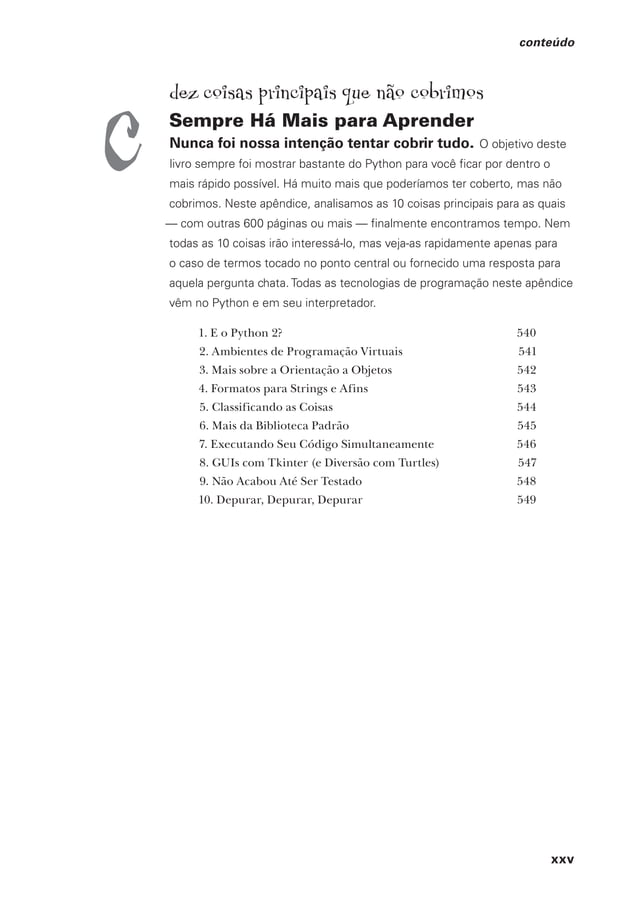 conteúdo
dez coisas principais que não cobrimos
C
Sempre Há Mais para Aprender
Nunca foi nossa intenção tentar cobrir tudo. O objetivo deste
livro sempre foi mostrar bastante do Python para você ficar por dentro o
mais rápido possível. Há muito mais que poderíamos ter coberto, mas não
cobrimos. Neste apêndice, analisamos as 10 coisas principais para as quais
— com outras 600 páginas ou mais — finalmente encontramos tempo. Nem
todas as 10 coisas irão interessá-lo, mas veja-as rapidamente apenas para
o caso de termos tocado no ponto central ou fornecido uma resposta para
aquela pergunta chata. Todas as tecnologias de programação neste apêndice
vêm no Python e em seu interpretador.
1. E o Python 2? 540
2. Ambientes de Programação Virtuais 541
3. Mais sobre a Orientação a Objetos 542
4. Formatos para Strings e Afins 543
5. Classificando as Coisas 544
6. Mais da Biblioteca Padrão 545
7. Executando Seu Código Simultaneamente 546
8. GUIs com Tkinter (e Diversão com Turtles) 547
9. Não Acabou Até Ser Testado 548
10. Depurar, Depurar, Depurar 549
xxv